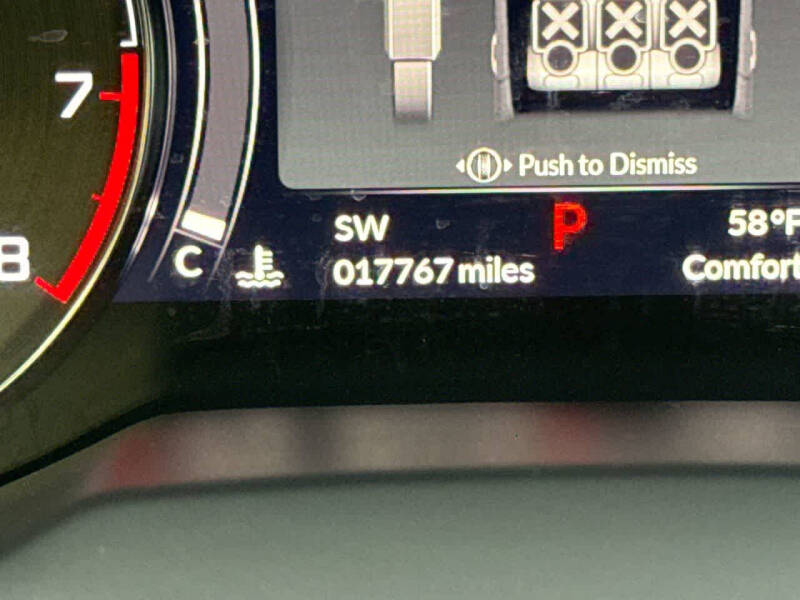 7
Push to Dismiss
SW P 58°F
8 C 017767 miles Comfort